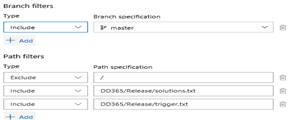 Branch filters
Type Branch specification
Include master
+ Add
Path filters
Type Path specification
Exclude /
Include DD365/Release/solutions.txt
Include DD365/Release/trigger.txt
+ Add